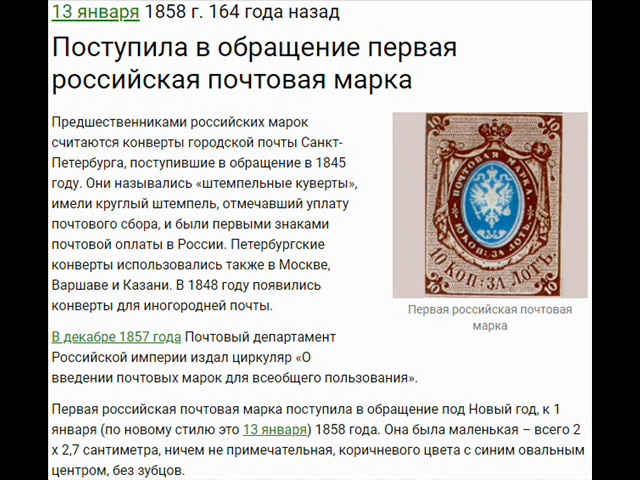 13 января 1858 г. 164 года назад
Поступила в обращение первая
российская почтовая марка
Предшественниками российских марок
считаются конверты городской почты Санкт-
Петербурга, поступившие в обращение в 1845
году. Они назывались «штемпельные куверты»,
имели круглый штемпель, отмечавший уплату
почтового сбора, и были первыми знаками
почтовой оплаты в России. Петербургские
конверты использовались также в Москве,
Варшаве и Казани. В 1848 году появились
конверты для иногородней почты.
ПОЧТОВАЯ МАРКА
10 КОП: ЗА ЛОТЪ.
10 КОП: ЗА ЛОТЪ.
10
10
Первая российская почтовая
марка
В декабре 1857 года Почтовый департамент
Российской империи издал циркуляр «О
введении почтовых марок для всеобщего пользования».
Первая российская почтовая марка поступила в обращение под Новый год, к 1
января (по новому стилю это 13 января) 1858 года. Она была маленькая – всего 2
х 2,7 сантиметра, ничем не примечательная, коричневого цвета с синим овальным
центром, без зубцов.